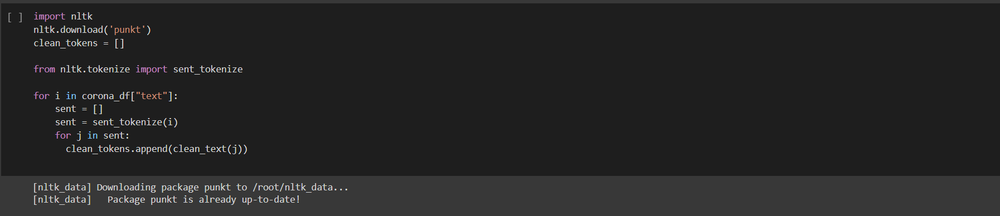 [ ] import nltk
nltk.download('punkt')
clean_tokens = []
from nltk.tokenize import sent_tokenize
for i in corona_df["text"]:
    sent = []
    sent = sent_tokenize(i)
    for j in sent:
      clean_tokens.append(clean_text(j))
[nltk_data] Downloading package punkt to /root/nltk_data...
[nltk_data]   Package punkt is already up-to-date!